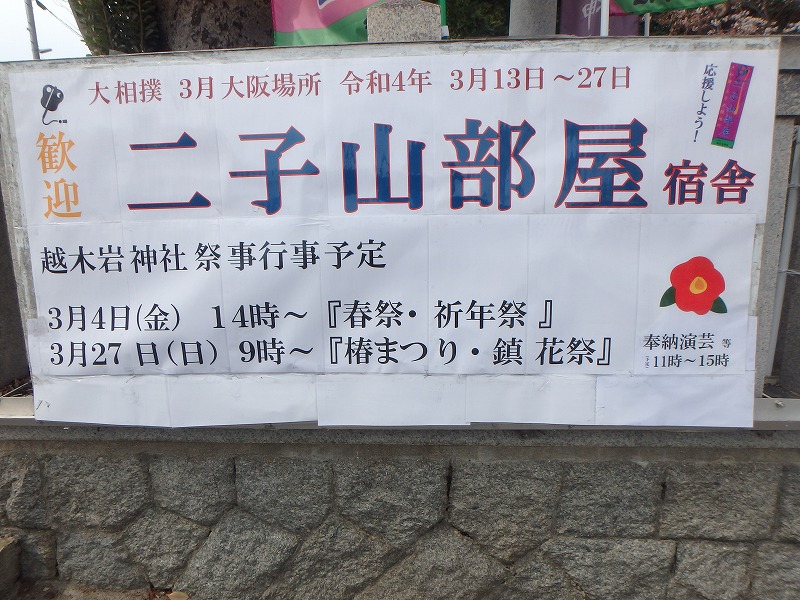 大相撲 3月大阪場所 令和4年 3月13日～27日
歓迎
二子山部屋 宿舎
応援しよう!
越木岩神社 祭事行事予定
3月4日(金) 14時～『春祭・祈年祭』
3月27日(日) 9時～『椿まつり・鎮花祭』
奉納演芸 等
11時～15時